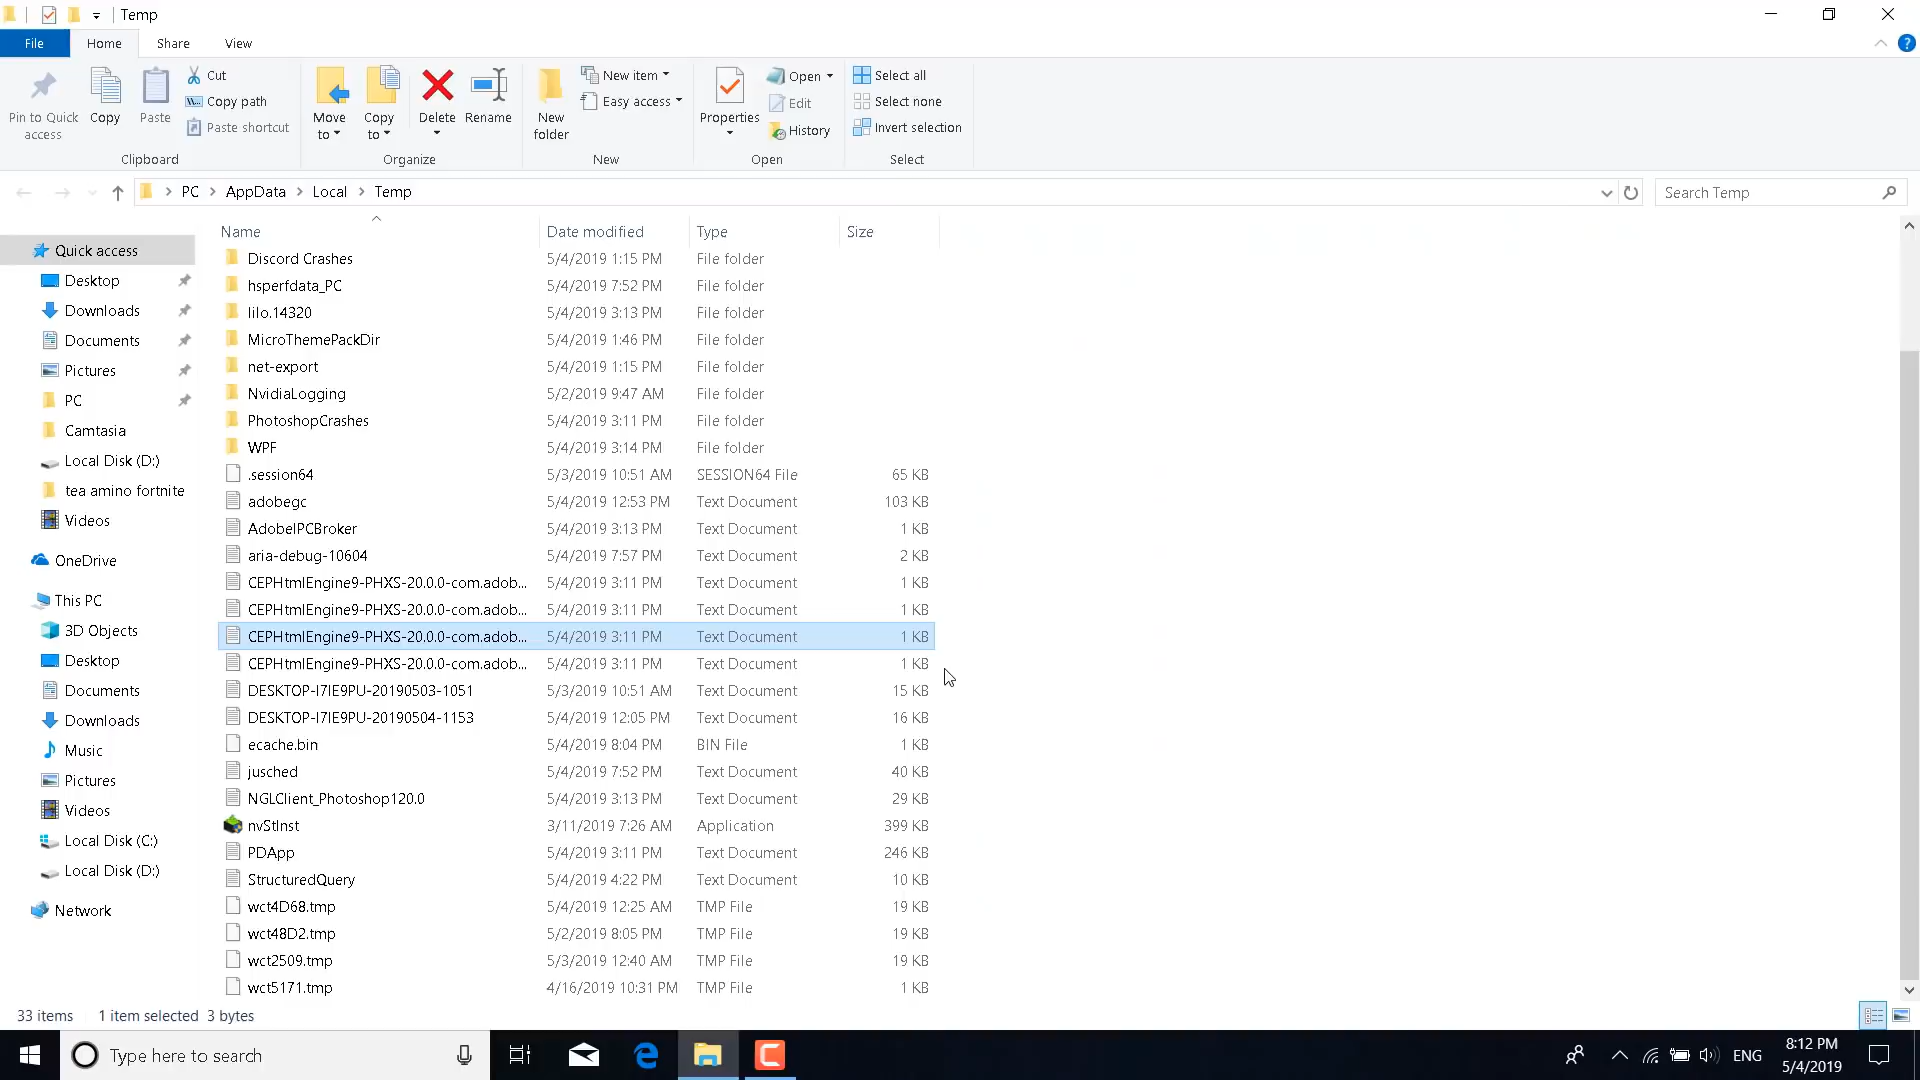 Temp
File Home Share View
Pin to Quick access
Copy
Paste
Cut
Copy path
Paste shortcut
Clipboard
Move to
Copy to
Delete
Rename
Organize
New folder
New item
Easy access
New
Properties
Open
Edit
History
Open
Select all
Select none
Invert selection
Select
PC AppData Local Temp
Search Temp
Quick access
Desktop
Downloads
Documents
Pictures
PC
Camtasia
Local Disk (D:)
tea amino fortnite
Videos
OneDrive
This PC
3D Objects
Desktop
Documents
Downloads
Music
Pictures
Videos
Local Disk (C:)
Local Disk (D:)
Network
Name Date modified Type Size
Discord Crashes 5/4/2019 1:15 PM File folder
hsperfdata_PC 5/4/2019 7:52 PM File folder
lilo.14320 5/4/2019 3:13 PM File folder
MicroThemePackDir 5/4/2019 1:46 PM File folder
net-export 5/4/2019 1:15 PM File folder
NvidiaLogging 5/2/2019 9:47 AM File folder
PhotoshopCrashes 5/4/2019 3:11 PM File folder
WPF 5/4/2019 3:14 PM File folder
.session64 5/3/2019 10:51 AM SESSION64 File 65 KB
adobegc 5/4/2019 12:53 PM Text Document 103 KB
AdobeIPCBroker 5/4/2019 3:13 PM Text Document 1 KB
aria-debug-10604 5/4/2019 7:57 PM Text Document 2 KB
CEPHtmlEngine9-PHXS-20.0.0-com.adob... 5/4/2019 3:11 PM Text Document 1 KB
CEPHtmlEngine9-PHXS-20.0.0-com.adob... 5/4/2019 3:11 PM Text Document 1 KB
CEPHtmlEngine9-PHXS-20.0.0-com.adob... 5/4/2019 3:11 PM Text Document 1 KB
CEPHtmlEngine9-PHXS-20.0.0-com.adob... 5/4/2019 3:11 PM Text Document 1 KB
DESKTOP-I7IE9PU-20190503-1051 5/3/2019 10:51 AM Text Document 15 KB
DESKTOP-I7IE9PU-20190504-1153 5/4/2019 12:05 PM Text Document 16 KB
ecache.bin 5/4/2019 8:04 PM BIN File 1 KB
jusched 5/4/2019 7:52 PM Text Document 40 KB
NGLClient_Photoshop120.0 5/4/2019 3:13 PM Text Document 29 KB
nvStInst 3/11/2019 7:26 AM Application 399 KB
PDApp 5/4/2019 3:11 PM Text Document 246 KB
StructuredQuery 5/4/2019 4:22 PM Text Document 10 KB
wct4D68.tmp 5/4/2019 12:25 AM TMP File 19 KB
wct48D2.tmp 5/2/2019 8:05 PM TMP File 19 KB
wct2509.tmp 5/3/2019 12:40 AM TMP File 19 KB
wct5171.tmp 4/16/2019 10:31 PM TMP File 1 KB
33 items 1 item selected 3 bytes
Type here to search
ENG
8:12 PM
5/4/2019